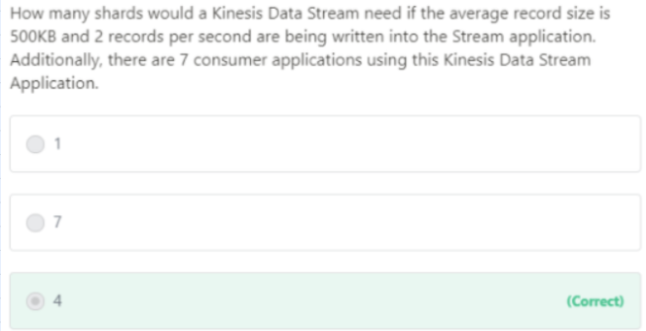 How many shards would a Kinesis Data Stream need if the average record size is
500KB and 2 records per second are being written into the Stream application.
Additionally, there are 7 consumer applications using this Kinesis Data Stream
Application.
1
7
4 (Correct)